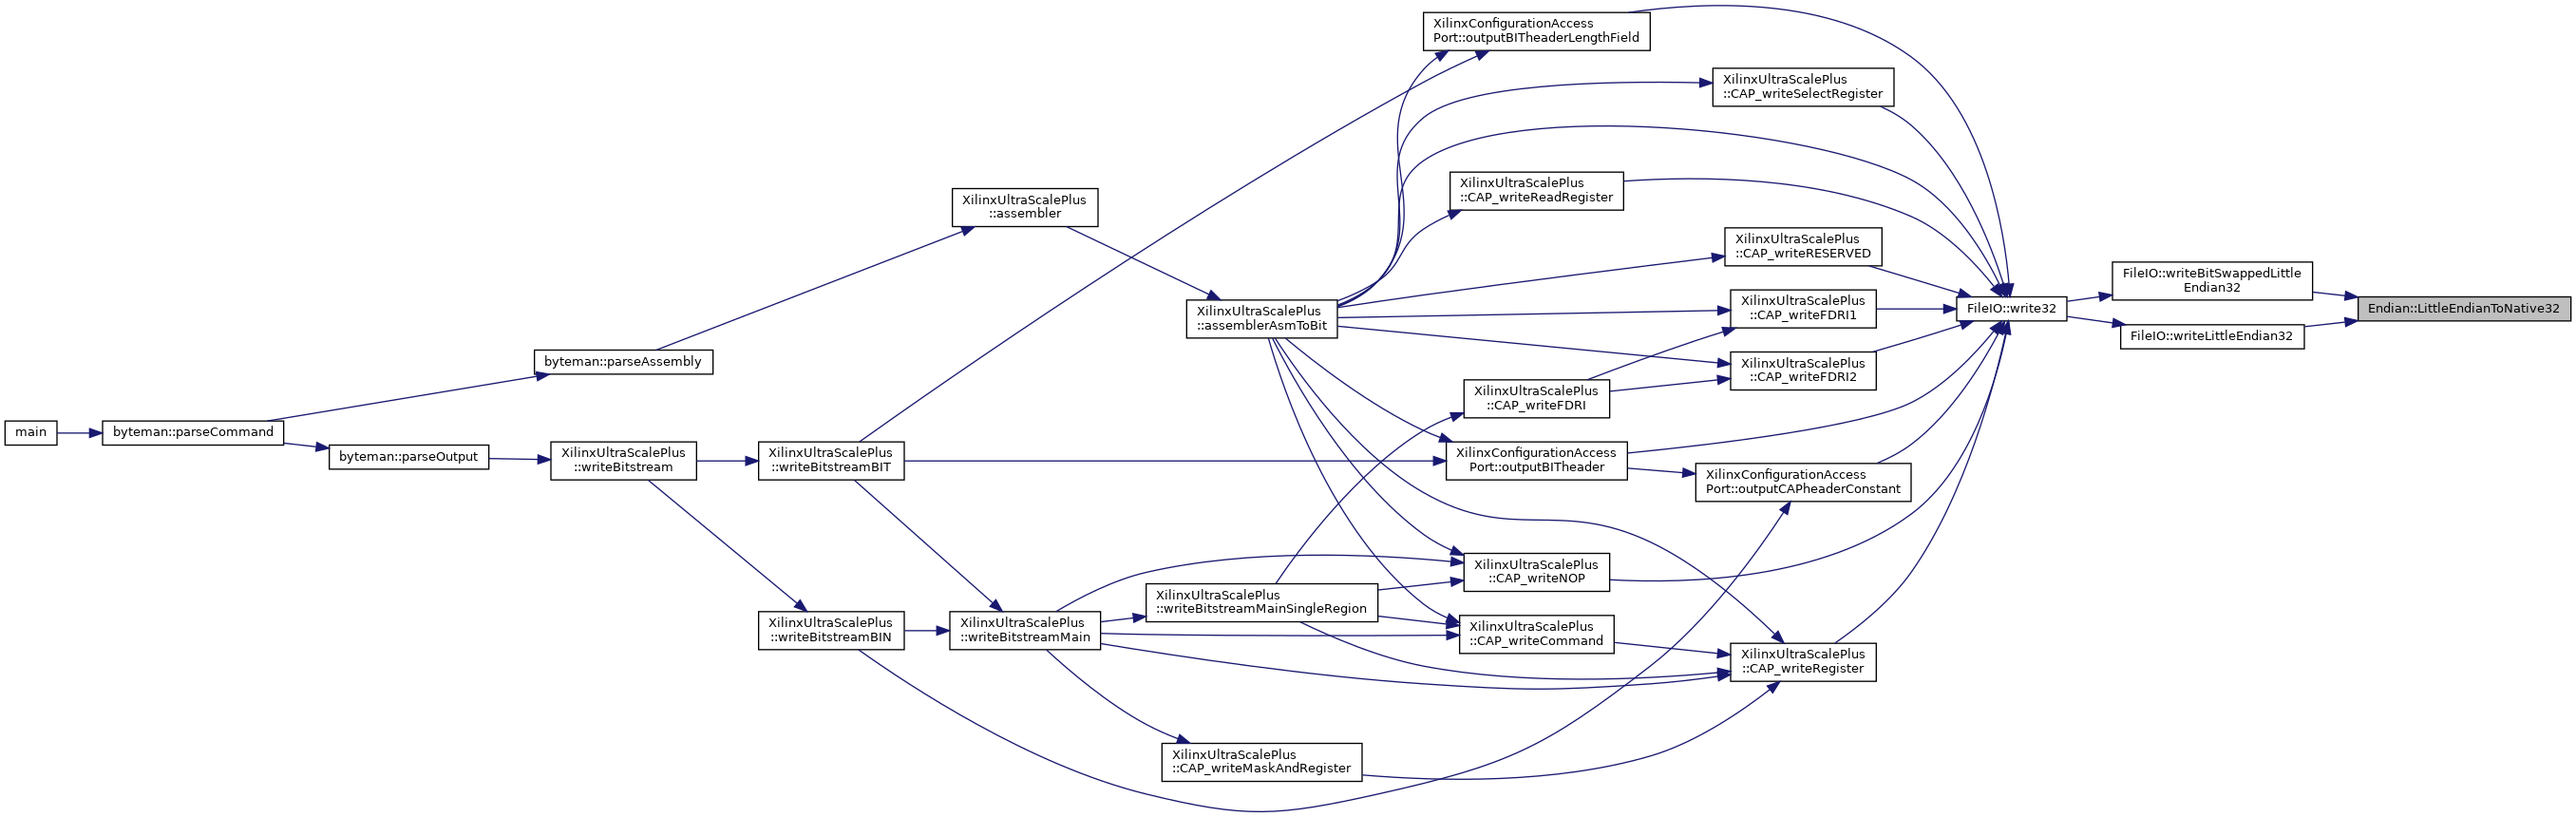 XilinxConfigurationAccess
Port::outputBITheaderLengthField
XilinxUltraScalePlus
::CAP_writeSelectRegister
XilinxUltraScalePlus
::CAP_writeReadRegister
XilinxUltraScalePlus
::assembler
XilinxUltraScalePlus
::CAP_writeRESERVED
FileIO::writeBitSwappedLittle
Endian32
Endian::LittleEndianToNative32
XilinxUltraScalePlus
::CAP_writeFDRI1
FileIO::write32
XilinxUltraScalePlus
::assemblerAsmToBit
FileIO::writeLittleEndian32
byteman::parseAssembly
XilinxUltraScalePlus
::CAP_writeFDRI2
XilinxUltraScalePlus
::CAP_writeFDRI
main
byteman::parseCommand
byteman::parseOutput
XilinxUltraScalePlus
::writeBitstream
XilinxUltraScalePlus
::writeBitstreamBIT
XilinxConfigurationAccess
Port::outputBITheader
XilinxConfigurationAccess
Port::outputCAPheaderConstant
XilinxUltraScalePlus
::CAP_writeNOP
XilinxUltraScalePlus
::writeBitstreamMainSingleRegion
XilinxUltraScalePlus
::writeBitstreamBIN
XilinxUltraScalePlus
::writeBitstreamMain
XilinxUltraScalePlus
::CAP_writeCommand
XilinxUltraScalePlus
::CAP_writeRegister
XilinxUltraScalePlus
::CAP_writeMaskAndRegister